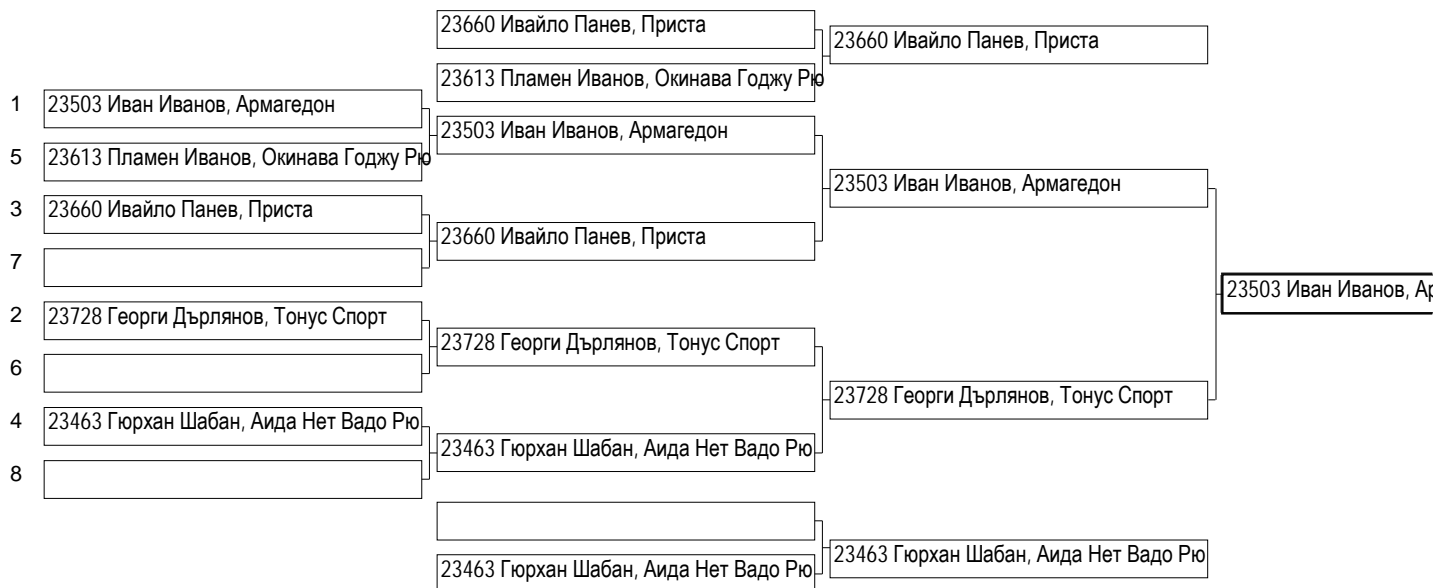 23660 Ивайло Панев, Приста
23660 Ивайло Панев, Приста
23613 Пламен Иванов, Окинава Годжу Рю
1 23503 Иван Иванов, Армагедон
23503 Иван Иванов, Армагедон
5 23613 Пламен Иванов, Окинава Годжу Рю
23503 Иван Иванов, Армагедон
3 23660 Ивайло Панев, Приста
23660 Ивайло Панев, Приста
7
23503 Иван Иванов, Ар
2 23728 Георги Дърлянов, Тонус Спорт
23728 Георги Дърлянов, Тонус Спорт
6
23728 Георги Дърлянов, Тонус Спорт
4 23463 Гюрхан Шабан, Аида Нет Вадо Рю
23463 Гюрхан Шабан, Аида Нет Вадо Рю
8
23463 Гюрхан Шабан, Аида Нет Вадо Рю
23463 Гюрхан Шабан, Аида Нет Вадо Рю